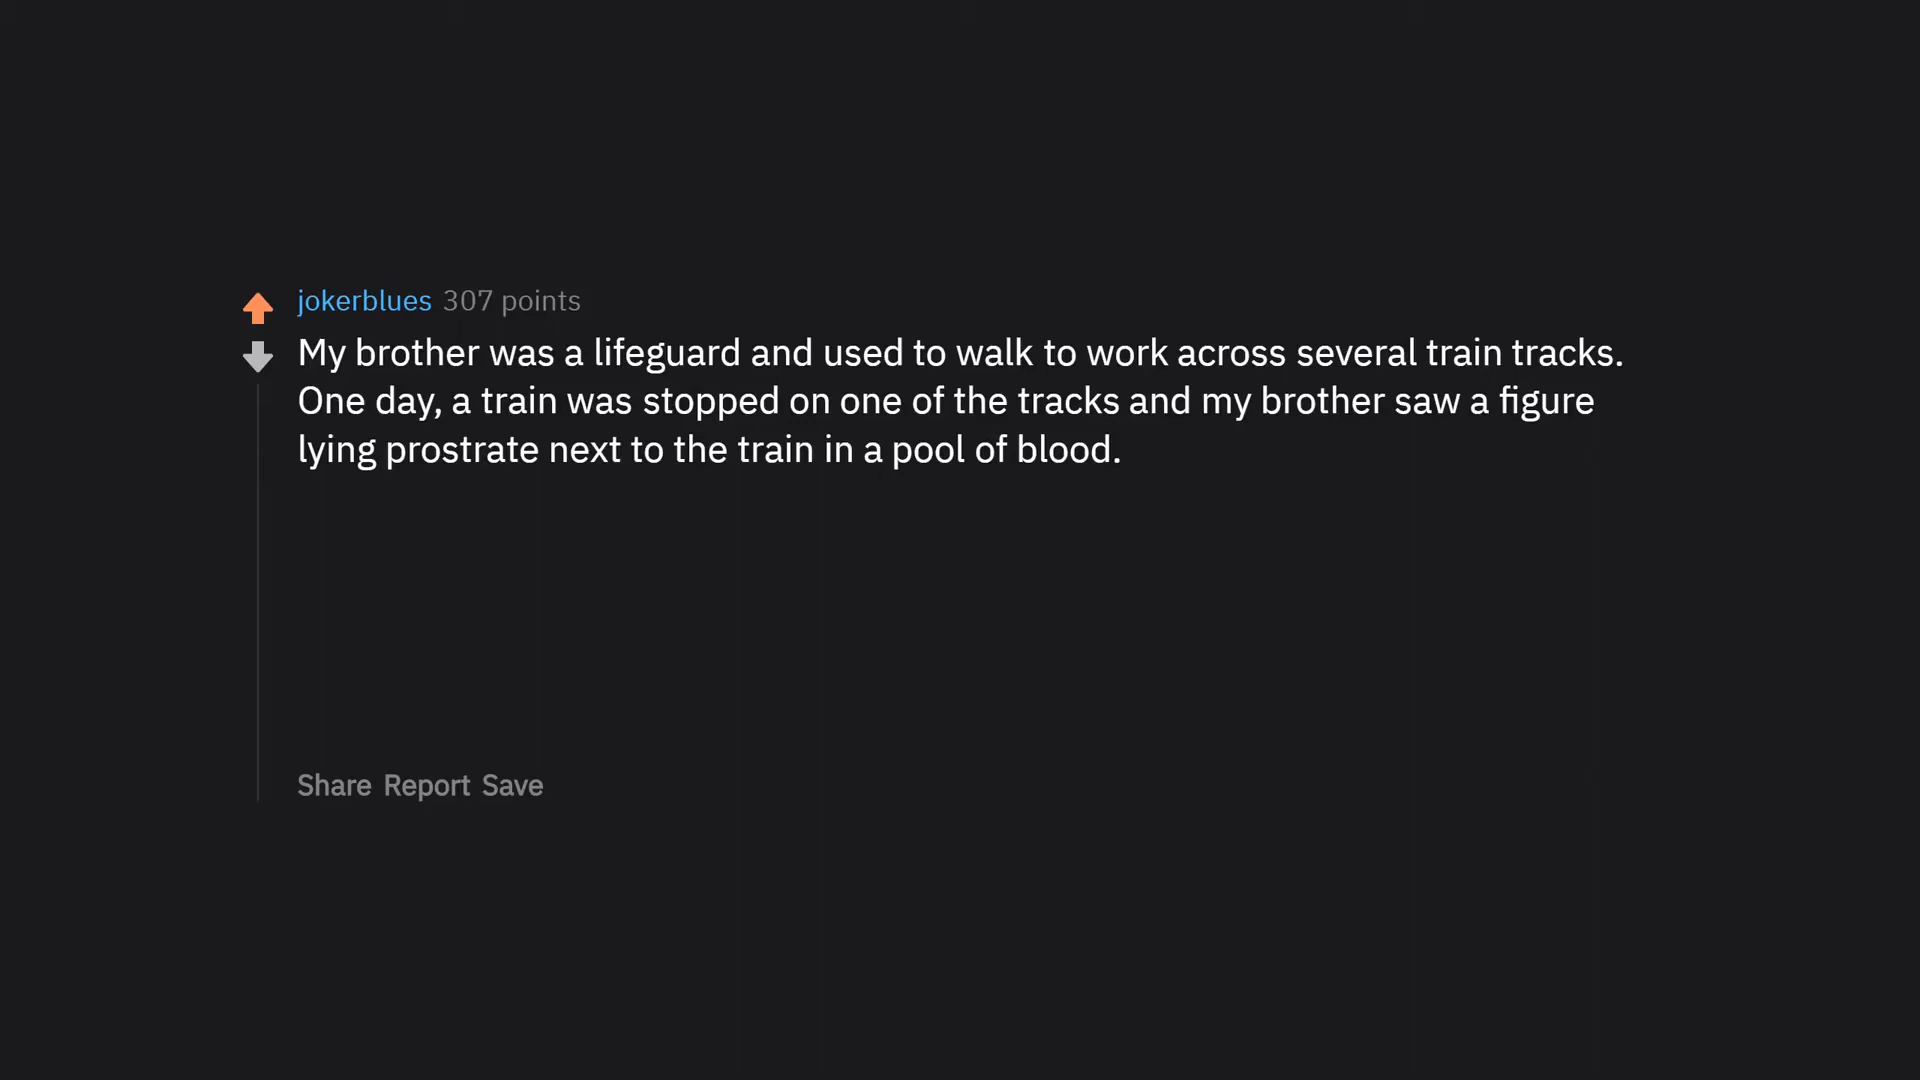 jokerblues 307 points
My brother was a lifeguard and used to walk to work across several train tracks.
One day, a train was stopped on one of the tracks and my brother saw a figure
lying prostrate next to the train in a pool of blood.
Share Report Save